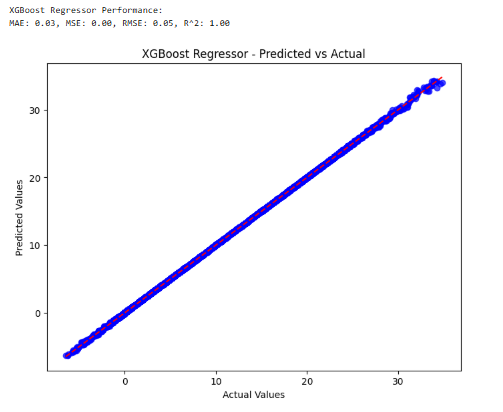 XGBoost Regressor Performance:
MAE: 0.03, MSE: 0.00, RMSE: 0.05, R^2: 1.00
XGBoost Regressor - Predicted vs Actual
Predicted Values
30
20
10
0
0
10
20
30
Actual Values